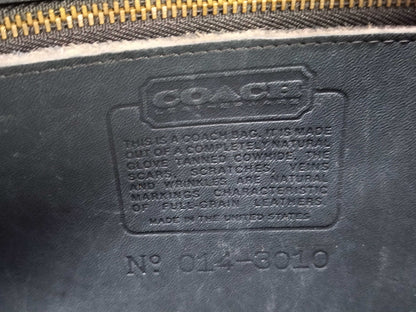 COACH
THIS IS A COACH BAG. IT IS MADE
OUT OF A COMPLETELY NATURAL
GLOVE TANNED COWHIDE.
SCARS, SCRATCHES, VEINS
AND WRINKLES ARE NATURAL
MARKINGS CHARACTERISTIC
OF FULL-GRAIN LEATHERS
MADE IN THE UNITED STATES
Nº 014-3010